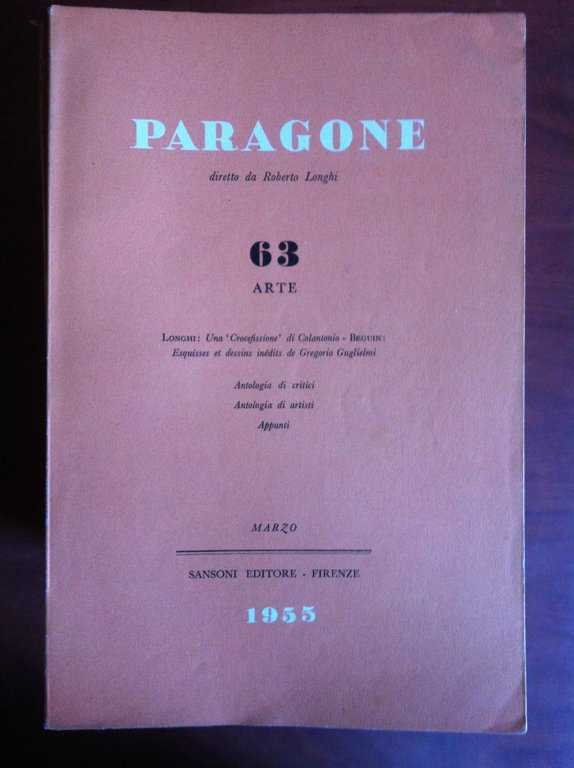 PARAGONE
diretto da Roberto Longhi
63
ARTE
LONGHI: Una 'Crocefissione' di Colantonio - BEGUIN:
Esquisses et dessins inédits de Gregorio Guglielmi
Antologia di critici
Antologia di artisti
Appunti
MARZO
SANSONI EDITORE - FIRENZE
1955